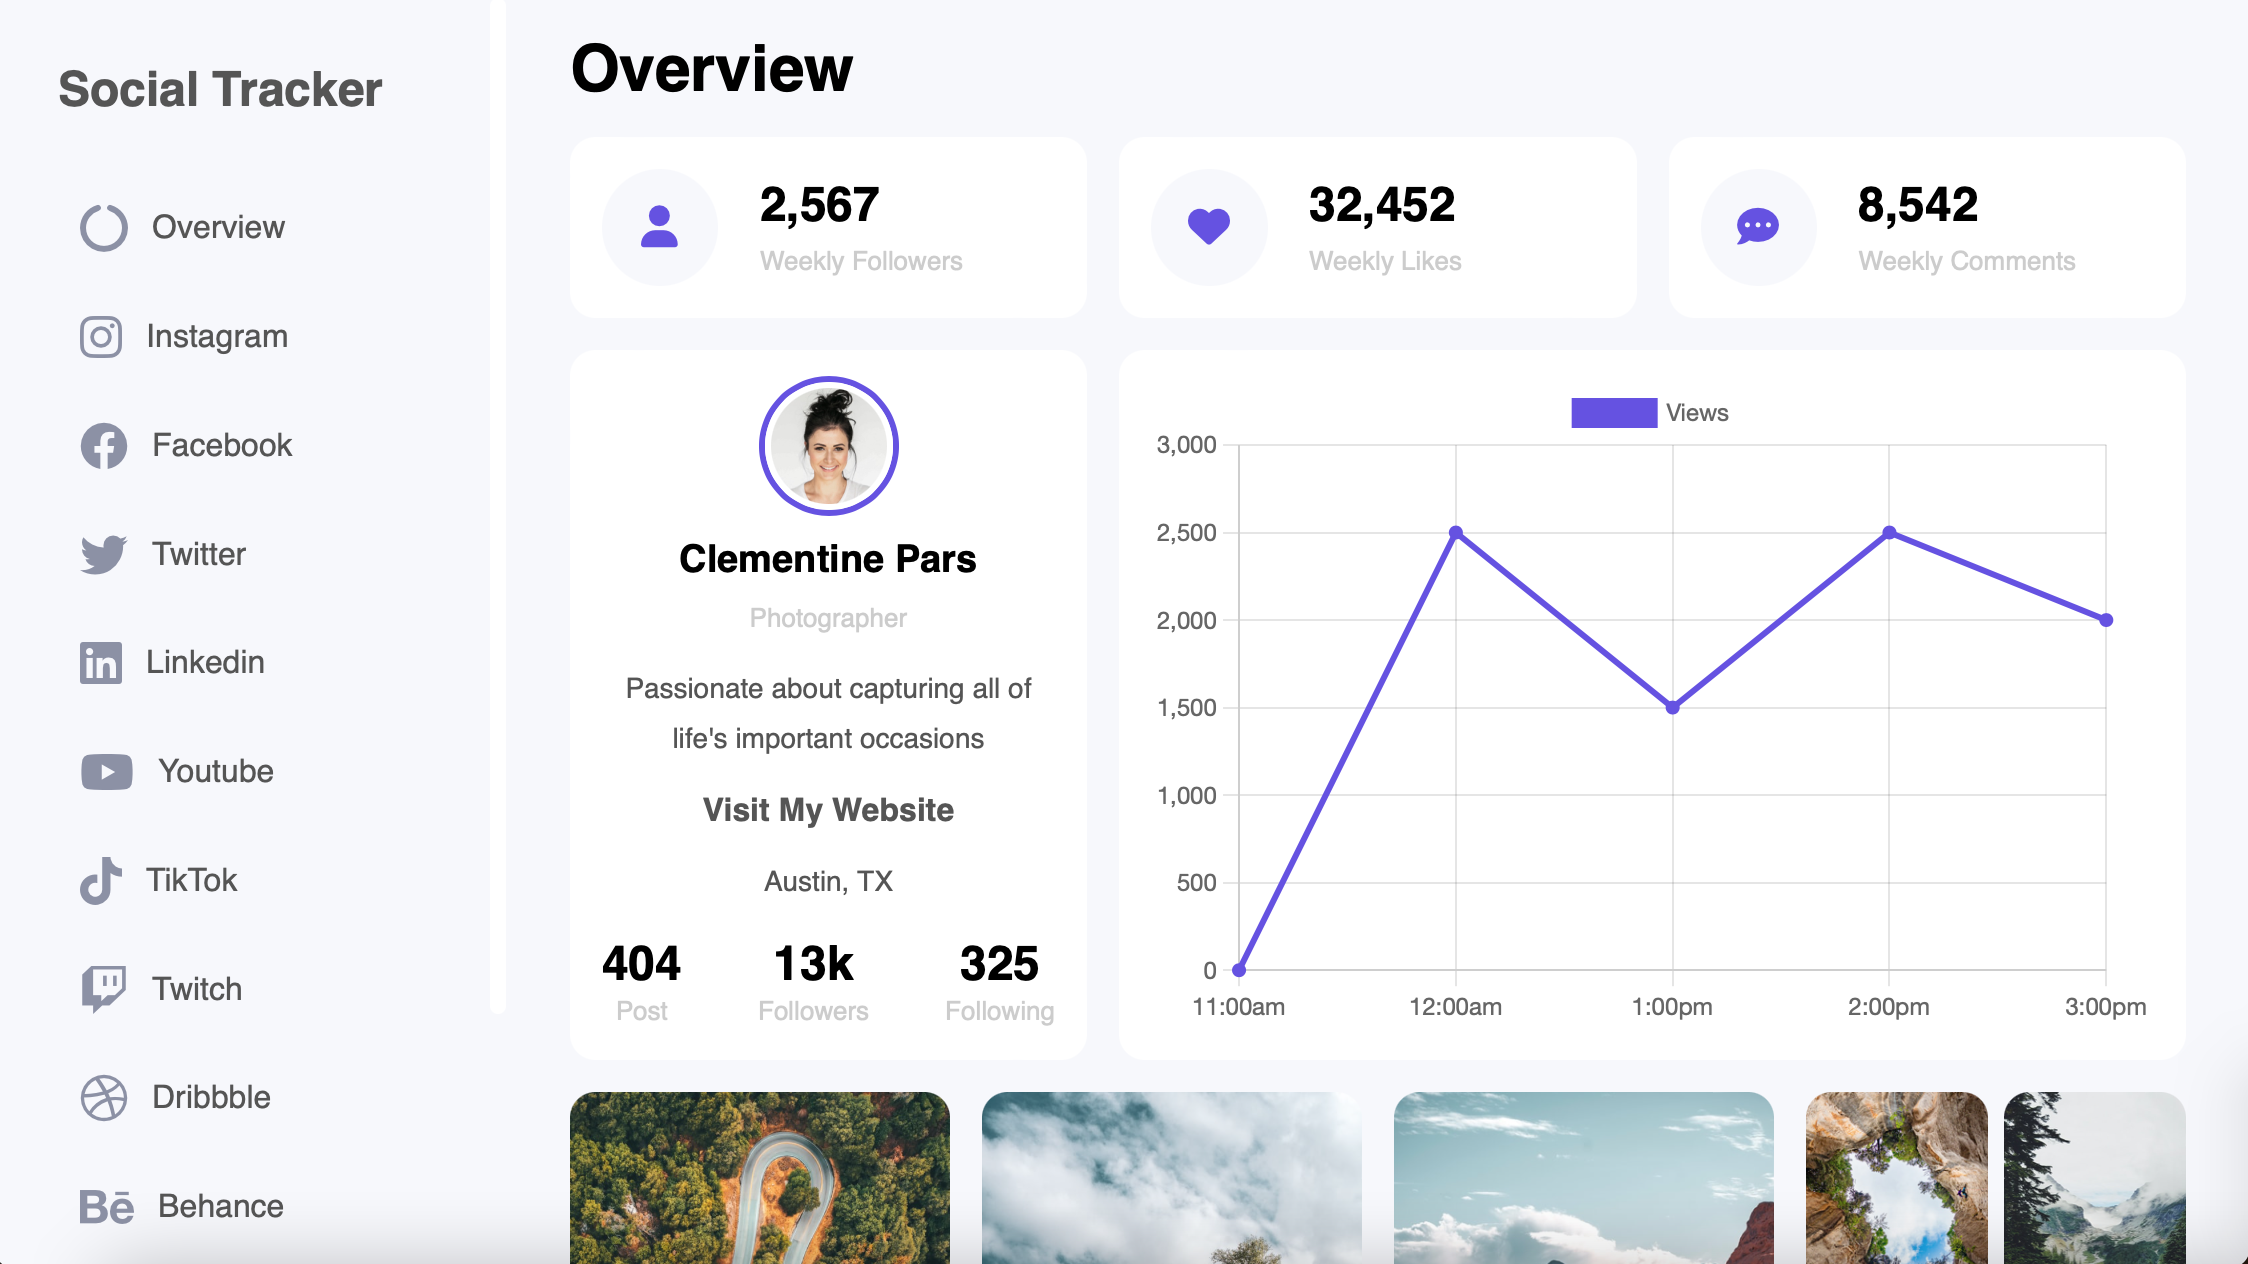 Social Tracker
Overview
Instagram
Facebook
Twitter
Linkedin
Youtube
TikTok
Twitch
Dribbble
Bē Behance
Overview
2,567
Weekly Followers
32,452
Weekly Likes
8,542
Weekly Comments
Clementine Pars
Photographer
Passionate about capturing all of
life's important occasions
Visit My Website
Austin, TX
404
Post
13k
Followers
325
Following
Views
3,000
2,500
2,000
1,500
1,000
500
0
11:00am 12:00am 1:00pm 2:00pm 3:00pm